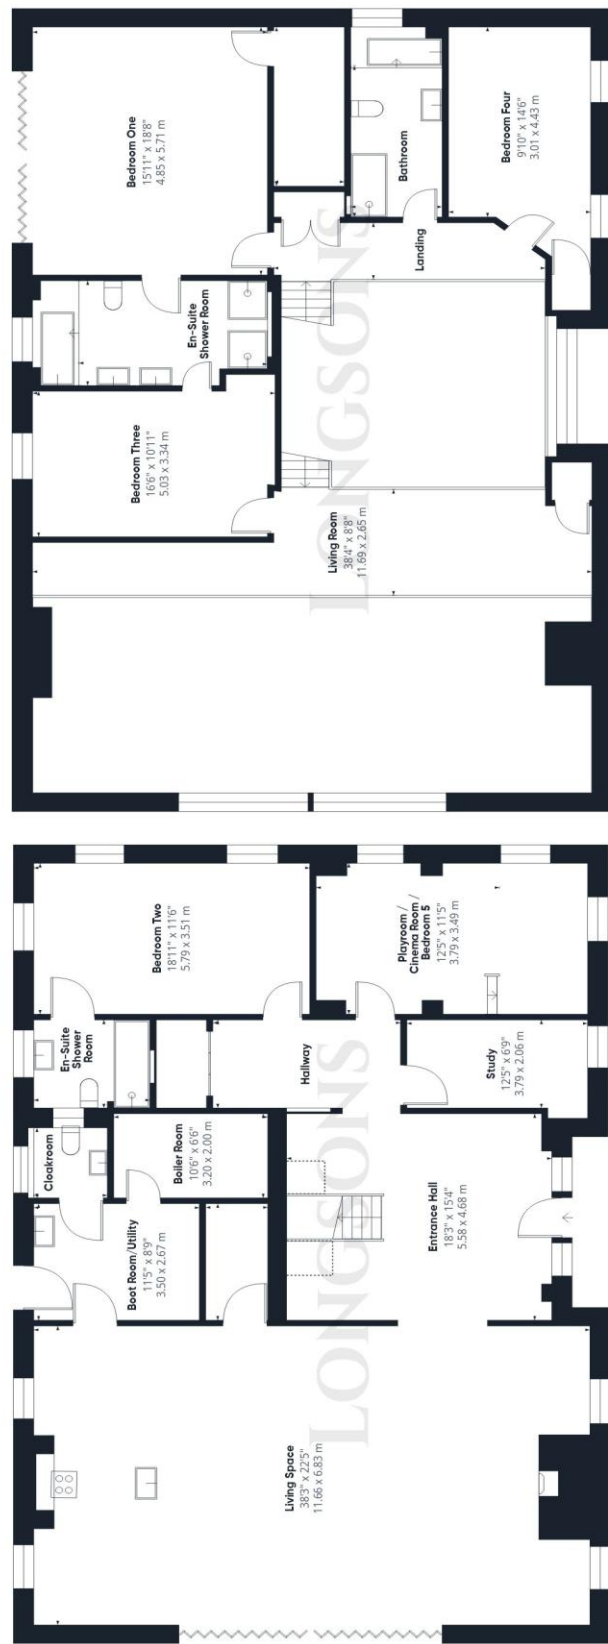 Bedroom One
15'11" x 18'8"
4.85 x 5.71 m
En-Suite
Shower Room
Bedroom Three
16'6" x 10'11"
5.03 x 3.34 m
Bathroom
Bedroom Four
9'10" x 14'6"
3.01 x 4.43 m
Landing
Living Room
38'4" x 8'8"
11.69 x 2.65 m
LONGSONS
Bedroom Two
18'11" x 11'6"
5.79 x 3.51 m
Playroom /
Cinema Room /
Bedroom 5
12'5" x 11'5"
3.79 x 3.49 m
En-Suite
Shower
Room
Hallway
Study
12'5" x 6'9"
3.79 x 2.06 m
Cloakroom
Boiler Room
10'6" x 6'6"
3.20 x 2.00 m
Boot Room/Utility
11'5" x 8'9"
3.50 x 2.67 m
Entrance Hall
18'3" x 15'4"
5.58 x 4.68 m
Living Space
38'3" x 22'5"
11.66 x 6.83 m
LONGSONS